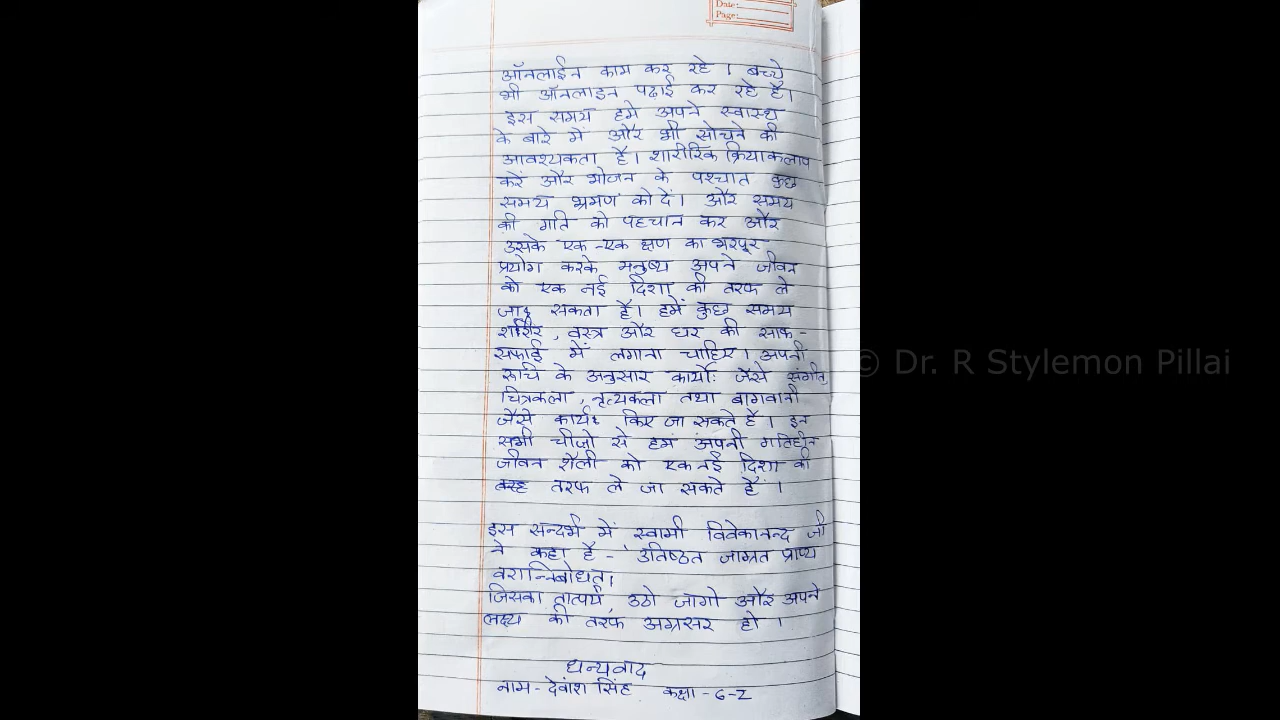 Date:
Page:
ऑनलाईन काम कर रहे । बच्चे
भी ऑनलाइन पढ़ाई कर रहे है।
इस समय हमे अपने स्वास्थ
के बारे में और भी सोचने की
आवश्यकता है। शारीरिक क्रियाकलाप
करें और भोजन के पश्चात कुछ
समय भ्रमण को दें। और समय
की गति को पहचान कर और
उसके एक-एक क्षण का भरपूर
प्रयोग करके मनुष्य अपने जीवन
को एक नई दिशा की तरफ ले
जा सकता है। हमें कुछ समय
शरिर, वस्त्र और घर की साफ-
सफाई में लगाना चाहिए। अपनी
रूचि के अनुसार कार्यो: जैसे संगीत,
चित्रकला, नृत्यकला तथा बागवानी
जैसे कार्य किए जा सकते है। इन
सभी चीज़ो से हम अपनी गतिहीन
जीवन शैली को एक नई दिशा की
तरफ ले जा सकते हैं ।
इस सन्दर्भ में स्वामी विवेकानन्द जी
ने कहा है - 'उतिष्ठत जाग्रत प्राप्य
वरान्निबोधत।
जिसका तात्पर्य, उठो जागो और अपने
लक्ष्य की तरफ अग्रसर हो ।
धन्यवाद
नाम - देवांश सिंह कक्षा - 6-Z
© Dr. R Stylemon Pillai